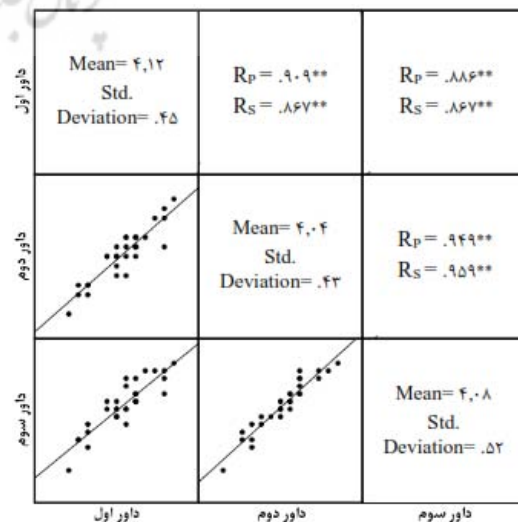 داور اول
Mean= ۴,۱۲
Std.
Deviation= .۴۵
RP = .۹۰۹**
RS = .۸۶۷**
RP = .۸۸۶**
RS = .۸۶۷**
داور دوم
Mean= ۴,۰۴
Std.
Deviation= .۴۳
RP = .۹۴۹**
RS = .۹۵۹**
داور سوم
Mean= ۴,۰۸
Std.
Deviation= .۵۲
داور اول
داور دوم
داور سوم